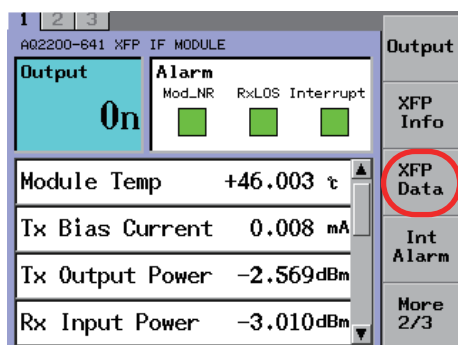 1 2 3
AQ2200-641 XFP IF MODULE
Output
On
Alarm
Mod_NR RxLOS Interrupt
Module Temp +46.003 ℃
Tx Bias Current 0.008 mA
Tx Output Power -2.569dBm
Rx Input Power -3.010dBm
Output
XFP
Info
XFP
Data
Int
Alarm
More
2/3